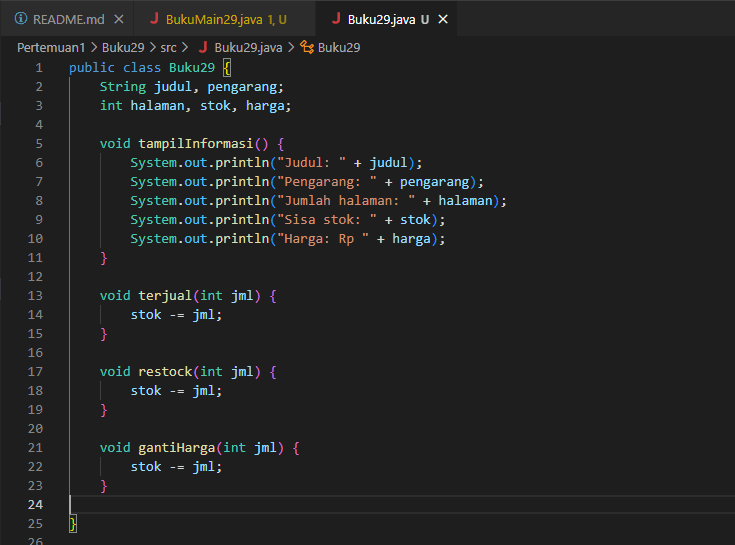 README.md BukuMain29.java 1, U Buku29.java U
Pertemuan1 > Buku29 > src > Buku29.java > Buku29
1 public class Buku29 {
2 String judul, pengarang;
3 int halaman, stok, harga;
4
5 void tampilInformasi() {
6 System.out.println("Judul: " + judul);
7 System.out.println("Pengarang: " + pengarang);
8 System.out.println("Jumlah halaman: " + halaman);
9 System.out.println("Sisa stok: " + stok);
10 System.out.println("Harga: Rp " + harga);
11 }
12
13 void terjual(int jml) {
14 stok -= jml;
15 }
16
17 void restock(int jml) {
18 stok -= jml;
19 }
20
21 void gantiHarga(int jml) {
22 stok -= jml;
23 }
24
25 }
26